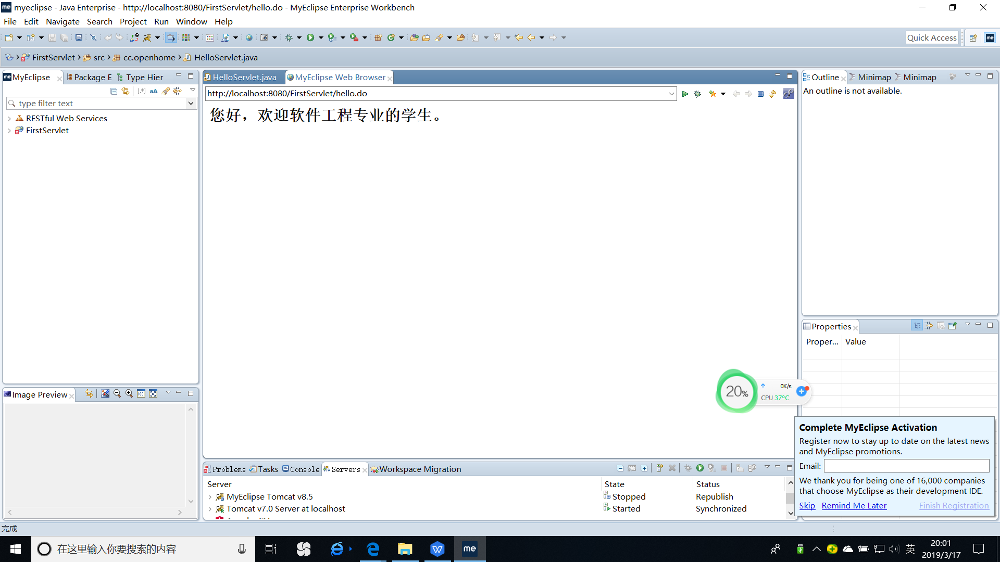 myeclipse - Java Enterprise - http://localhost:8080/FirstServlet/hello.do - MyEclipse Enterprise Workbench
File Edit Navigate Search Project Run Window Help
Quick Access
FirstServlet src cc.openhome HelloServlet.java
MyEclipse Package E Type Hier
type filter text
RESTful Web Services
FirstServlet
Image Preview
HelloServlet.java MyEclipse Web Browser
http://localhost:8080/FirstServlet/hello.do
您好，欢迎软件工程专业的学生。
Problems Tasks Console Servers Workspace Migration
Server State Status
MyEclipse Tomcat v8.5 Stopped Republish
Tomcat v7.0 Server at localhost Started Synchronized
Outline Minimap Minimap
An outline is not available.
Properties
Proper... Value
20% 0K/s
CPU 37°C
Complete MyEclipse Activation
Register now to stay up to date on the latest news
and MyEclipse promotions.
Email:
We thank you for being one of 16,000 companies
that choose MyEclipse as their development IDE.
Skip Remind Me Later Finish Registration
完成
在这里输入你要搜索的内容
me
英
20:01
2019/3/17